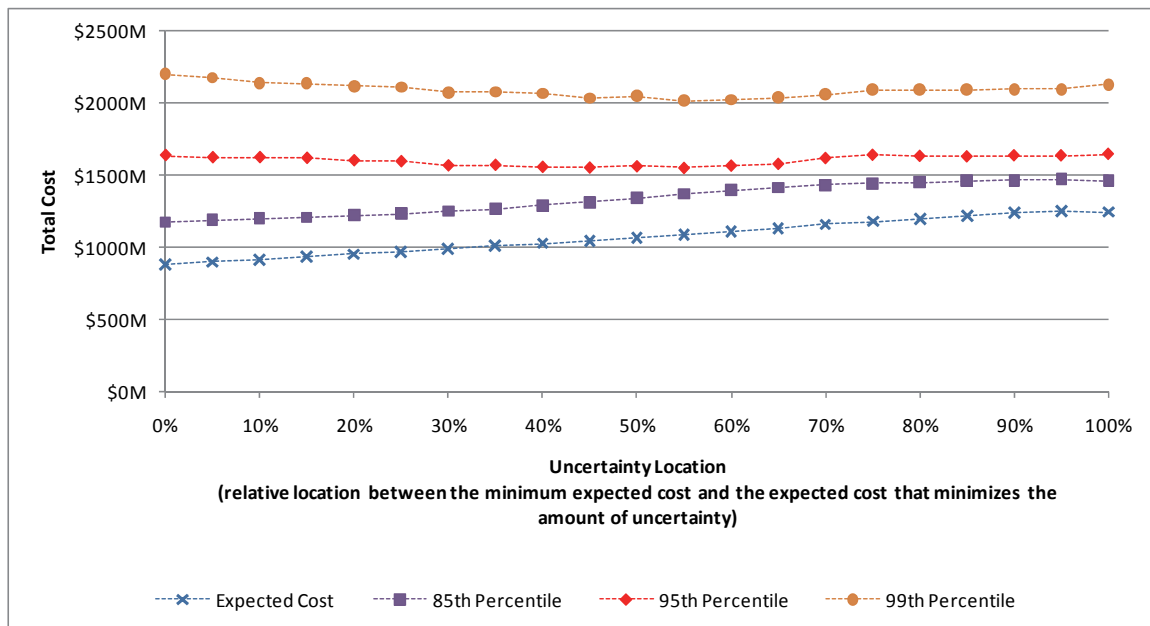 $2500M
$2000M
$1500M
$1000M
$500M
$0M
Total Cost
0% 10% 20% 30% 40% 50% 60% 70% 80% 90% 100%
Uncertainty Location
(relative location between the minimum expected cost and the expected cost that minimizes the
amount of uncertainty)
Expected Cost 85th Percentile 95th Percentile 99th Percentile